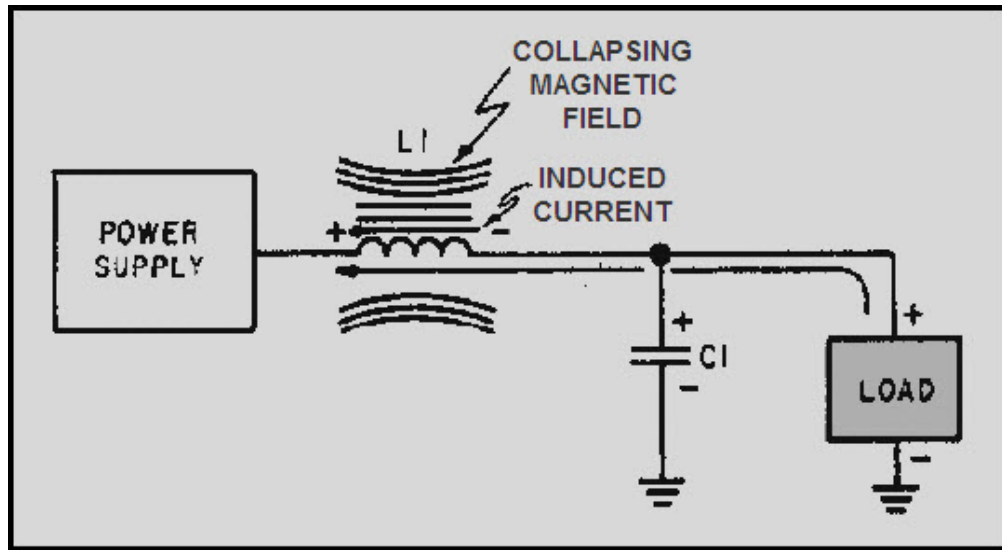 COLLAPSING
MAGNETIC
FIELD
L1
INDUCED
CURRENT
+ -
POWER
SUPPLY
+
C1
-
+
LOAD
-